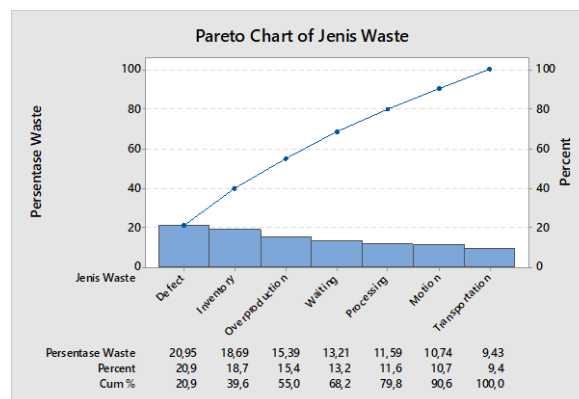 Pareto Chart of Jenis Waste
Persentase Waste
Percent
100 100
80 80
60 60
40 40
20 20
0 0
Jenis Waste Defect Inventory Overproduction Waiting Processing Motion Transportation
Persentase Waste 20,95 18,69 15,39 13,21 11,59 10,74 9,43
Percent 20,9 18,7 15,4 13,2 11,6 10,7 9,4
Cum % 20,9 39,6 55,0 68,2 79,8 90,6 100,0